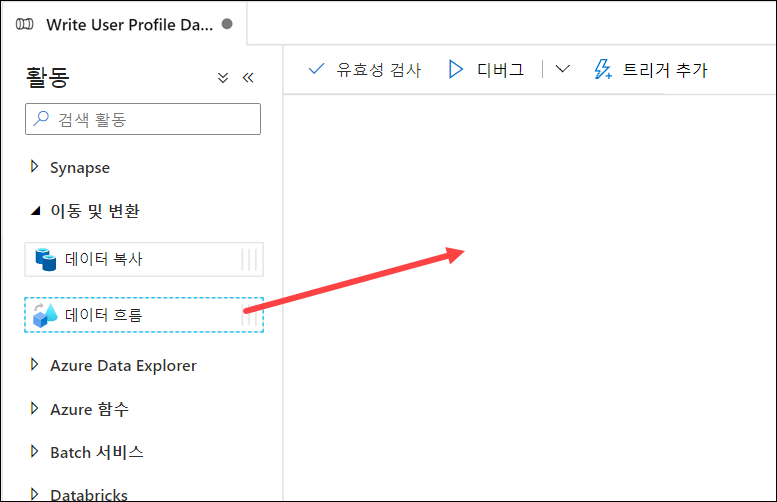 Write User Profile Da...
활동
유효성 검사 디버그 트리거 추가
검색 활동
Synapse
이동 및 변환
데이터 복사
데이터 흐름
Azure Data Explorer
Azure 함수
Batch 서비스
Databricks